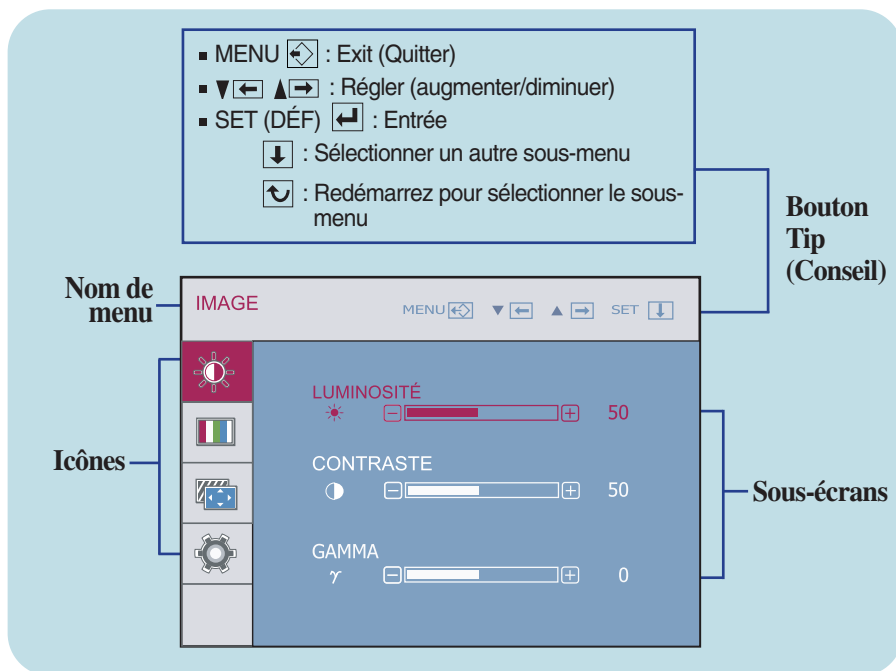 MENU : Exit (Quitter)
: Régler (augmenter/diminuer)
SET (DÉF) : Entrée
: Sélectionner un autre sous-menu
: Redémarrez pour sélectionner le sous-
menu
Bouton
Tip
(Conseil)
Nom de
menu
IMAGE MENU SET
LUMINOSITÉ
50
CONTRASTE
50
GAMMA
γ 0
Icônes
Sous-écrans